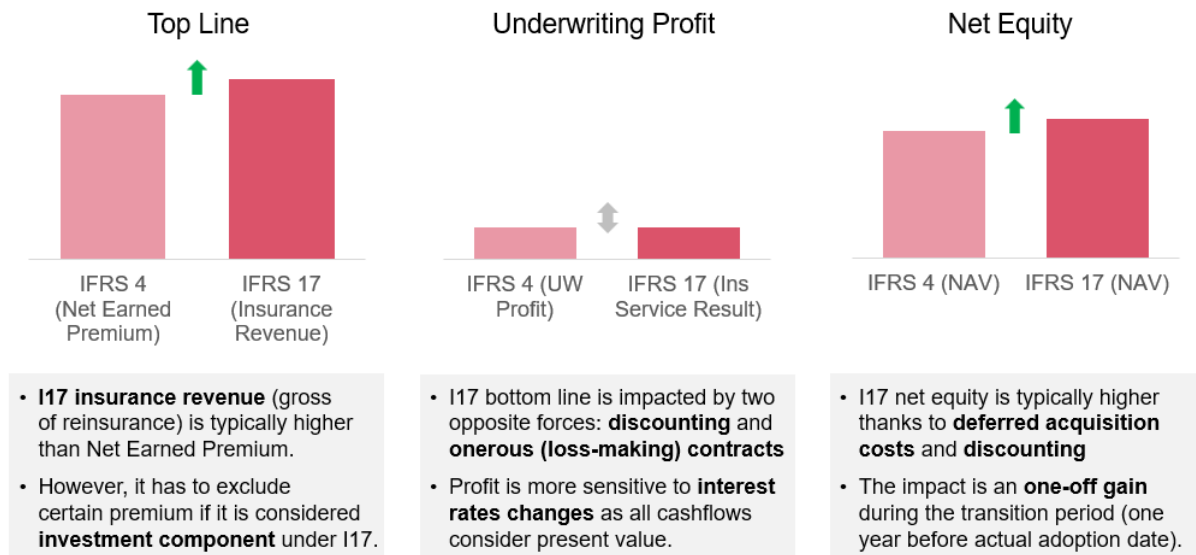 Top Line
IFRS 4
(Net Earned
Premium)
IFRS 17
(Insurance
Revenue)
• I17 insurance revenue (gross
of reinsurance) is typically higher
than Net Earned Premium.
• However, it has to exclude
certain premium if it is considered
investment component under I17.
Underwriting Profit
IFRS 4 (UW
Profit)
IFRS 17 (Ins
Service Result)
• I17 bottom line is impacted by two
opposite forces: discounting and
onerous (loss-making) contracts
• Profit is more sensitive to interest
rates changes as all cashflows
consider present value.
Net Equity
IFRS 4 (NAV)
IFRS 17 (NAV)
• I17 net equity is typically higher
thanks to deferred acquisition
costs and discounting
• The impact is an one-off gain
during the transition period (one
year before actual adoption date).